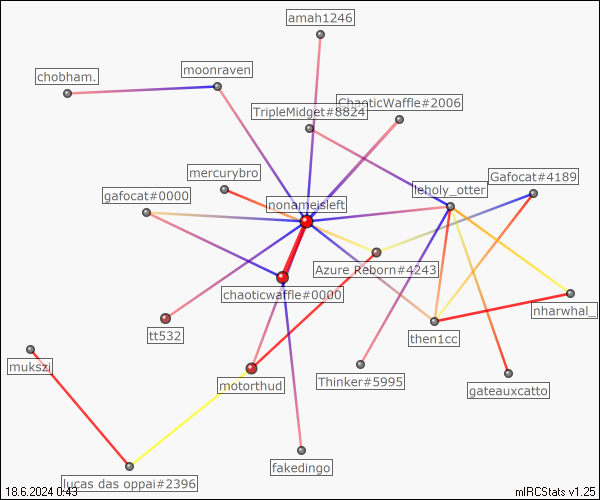 amah1246
moonraven
chobham.
ChaoticWaffle#2006
TripleMidget#8824
mercurybro
Gafocat#4189
leholy_otter
gafocat#0000
nonameisleft
Azure Reborn#4243
chaoticwaffle#0000
nharwhal_
tt532
then1cc
mukszi
motorthud
Thinker#5995
gateauxcatto
fakedingo
lucas das oppai#2396
18.6.2024 0:43
mIRCStats v1.25